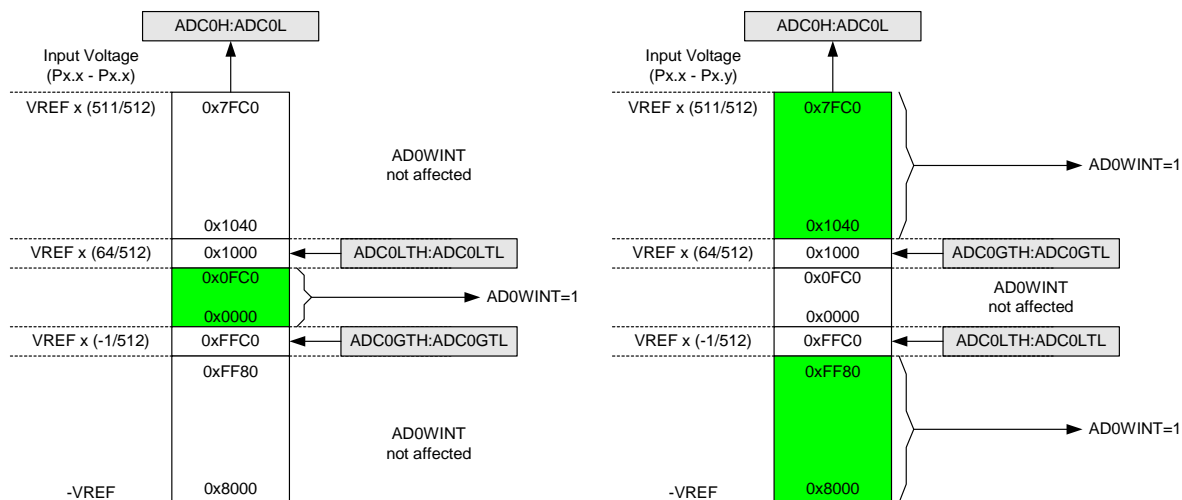 ADC0H:ADC0L
Input Voltage
(Px.x - Px.x)
VREF x (511/512)
0x7FC0
AD0WINT
not affected
0x1040
VREF x (64/512)
0x1000
ADC0LTH:ADC0LTL
0x0FC0
AD0WINT=1
0x0000
VREF x (-1/512)
0xFFC0
ADC0GTH:ADC0GTL
0xFF80
AD0WINT
not affected
-VREF
0x8000
ADC0H:ADC0L
Input Voltage
(Px.x - Px.y)
VREF x (511/512)
0x7FC0
AD0WINT=1
0x1040
VREF x (64/512)
0x1000
ADC0GTH:ADC0GTL
0x0FC0
AD0WINT
not affected
0x0000
VREF x (-1/512)
0xFFC0
ADC0LTH:ADC0LTL
0xFF80
AD0WINT=1
-VREF
0x8000